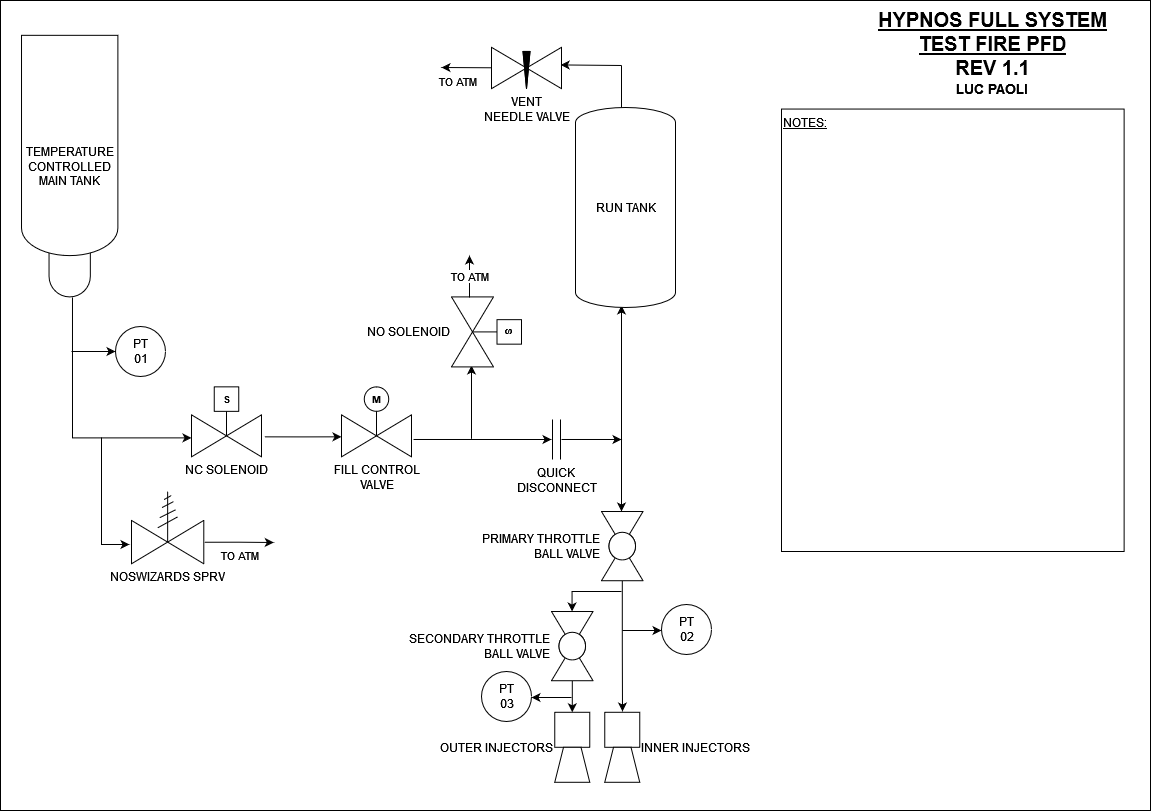 HYPNOS FULL SYSTEM
TEST FIRE PFD
REV 1.1
LUC PAOLI
NOTES:
TEMPERATURE
CONTROLLED
MAIN TANK
TO ATM
VENT
NEEDLE VALVE
RUN TANK
TO ATM
NO SOLENOID
S
PT
01
S
NC SOLENOID
M
FILL CONTROL
VALVE
QUICK
DISCONNECT
NOSWIZARDS SPRV
TO ATM
PRIMARY THROTTLE
BALL VALVE
SECONDARY THROTTLE
BALL VALVE
PT
02
PT
03
OUTER INJECTORS
INNER INJECTORS